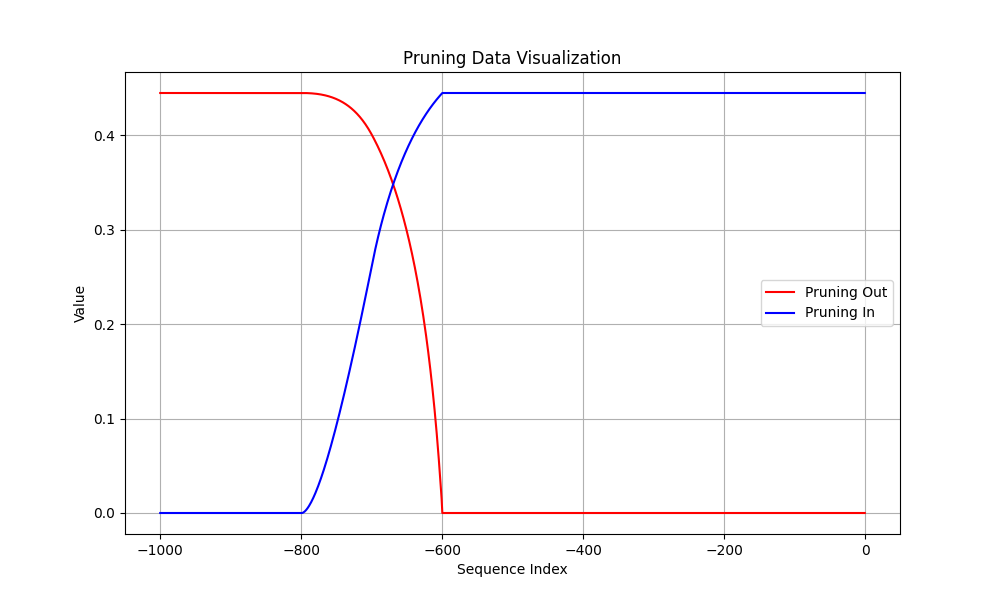 Pruning Data Visualization
Value
0.4
0.3
0.2
0.1
0.0
Pruning Out
Pruning In
−1000
−800
−600
−400
−200
0
Sequence Index